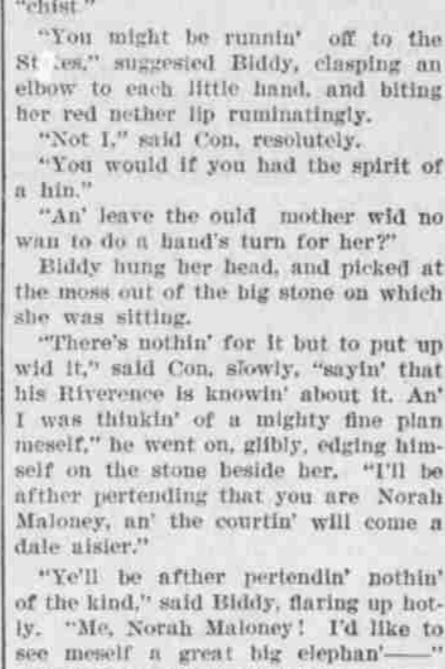 "chist."
"You might be runnin' off to the
St tes," suggested Biddy, clasping an
elbow to each little hand, and biting
her red nether lip ruminatingly.
"Not I," said Con, resolutely.
"You would if you had the spirit of
a hin."
"An' leave the ould mother wid no
wan to do a hand's turn for her?"
Biddy hung her head, and picked at
the moss out of the big stone on which
she was sitting.
"There's nothin' for it but to put up
wid it," said Con, slowly, "sayin' that
his Riverence is knowin' about it. An'
I was thinkin' of a mighty fine plan
meself," he went on, glibly, edging him-
self on the stone beside her. "I'll be
afther pertending that you are Norah
Maloney, an' the courtin' will come a
dale aisier."
"Ye'll be afther pertendin' nothin'
of the kind," said Biddy, flaring up hot-
ly. "Me, Norah Maloney! I'd like to
see meself a great big elephan'——"